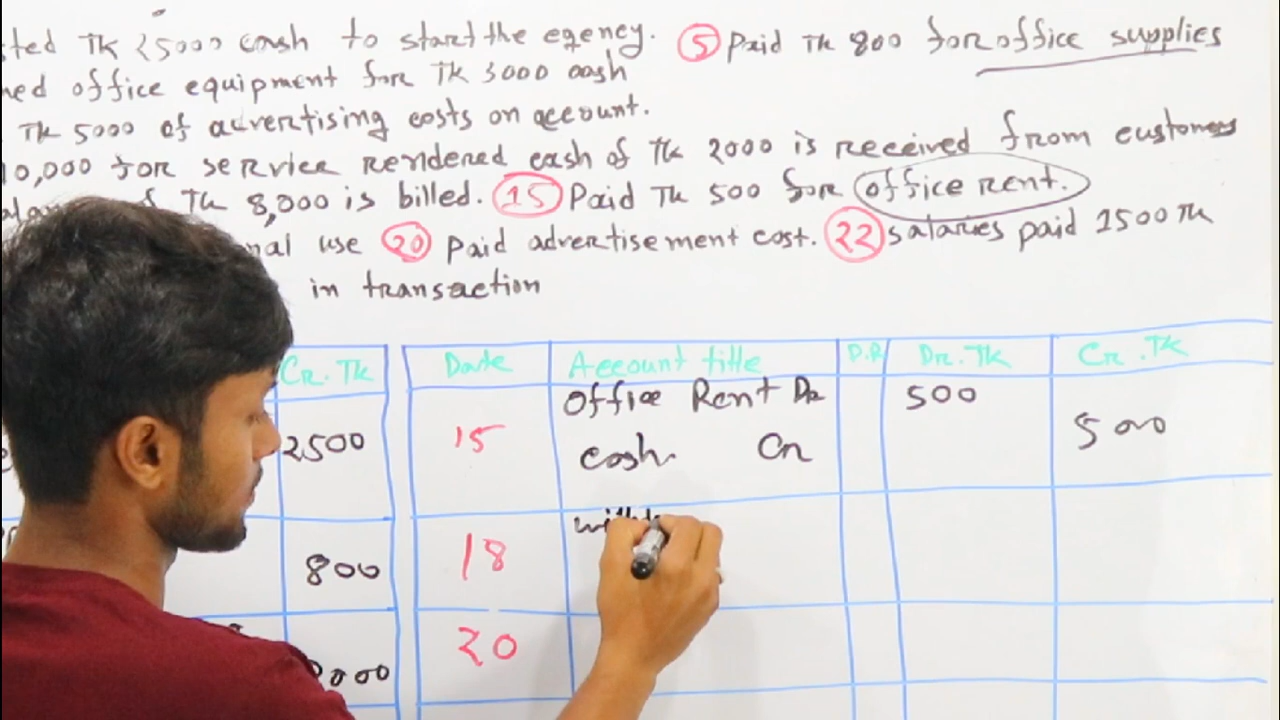 sted Tk 25000 cash to start the egency. 5 Paid Tk 800 for office supplies
sed office equipment for Tk 3000 cash
Tk 5000 of advertising costs on account.
10,000 for service rendered cash of Tk 2000 is received from customers
Tk 8,000 is billed. 15 Paid Tk 500 for office rent.
nal use 20 paid advertisement cost. 22 salaries paid 1500 Tk
in transaction
Cr. Tk Date Account title P.R Dr. Tk Cr. Tk
2500 15 Office Rent Dr 500
cash Cr 500
800 18
20